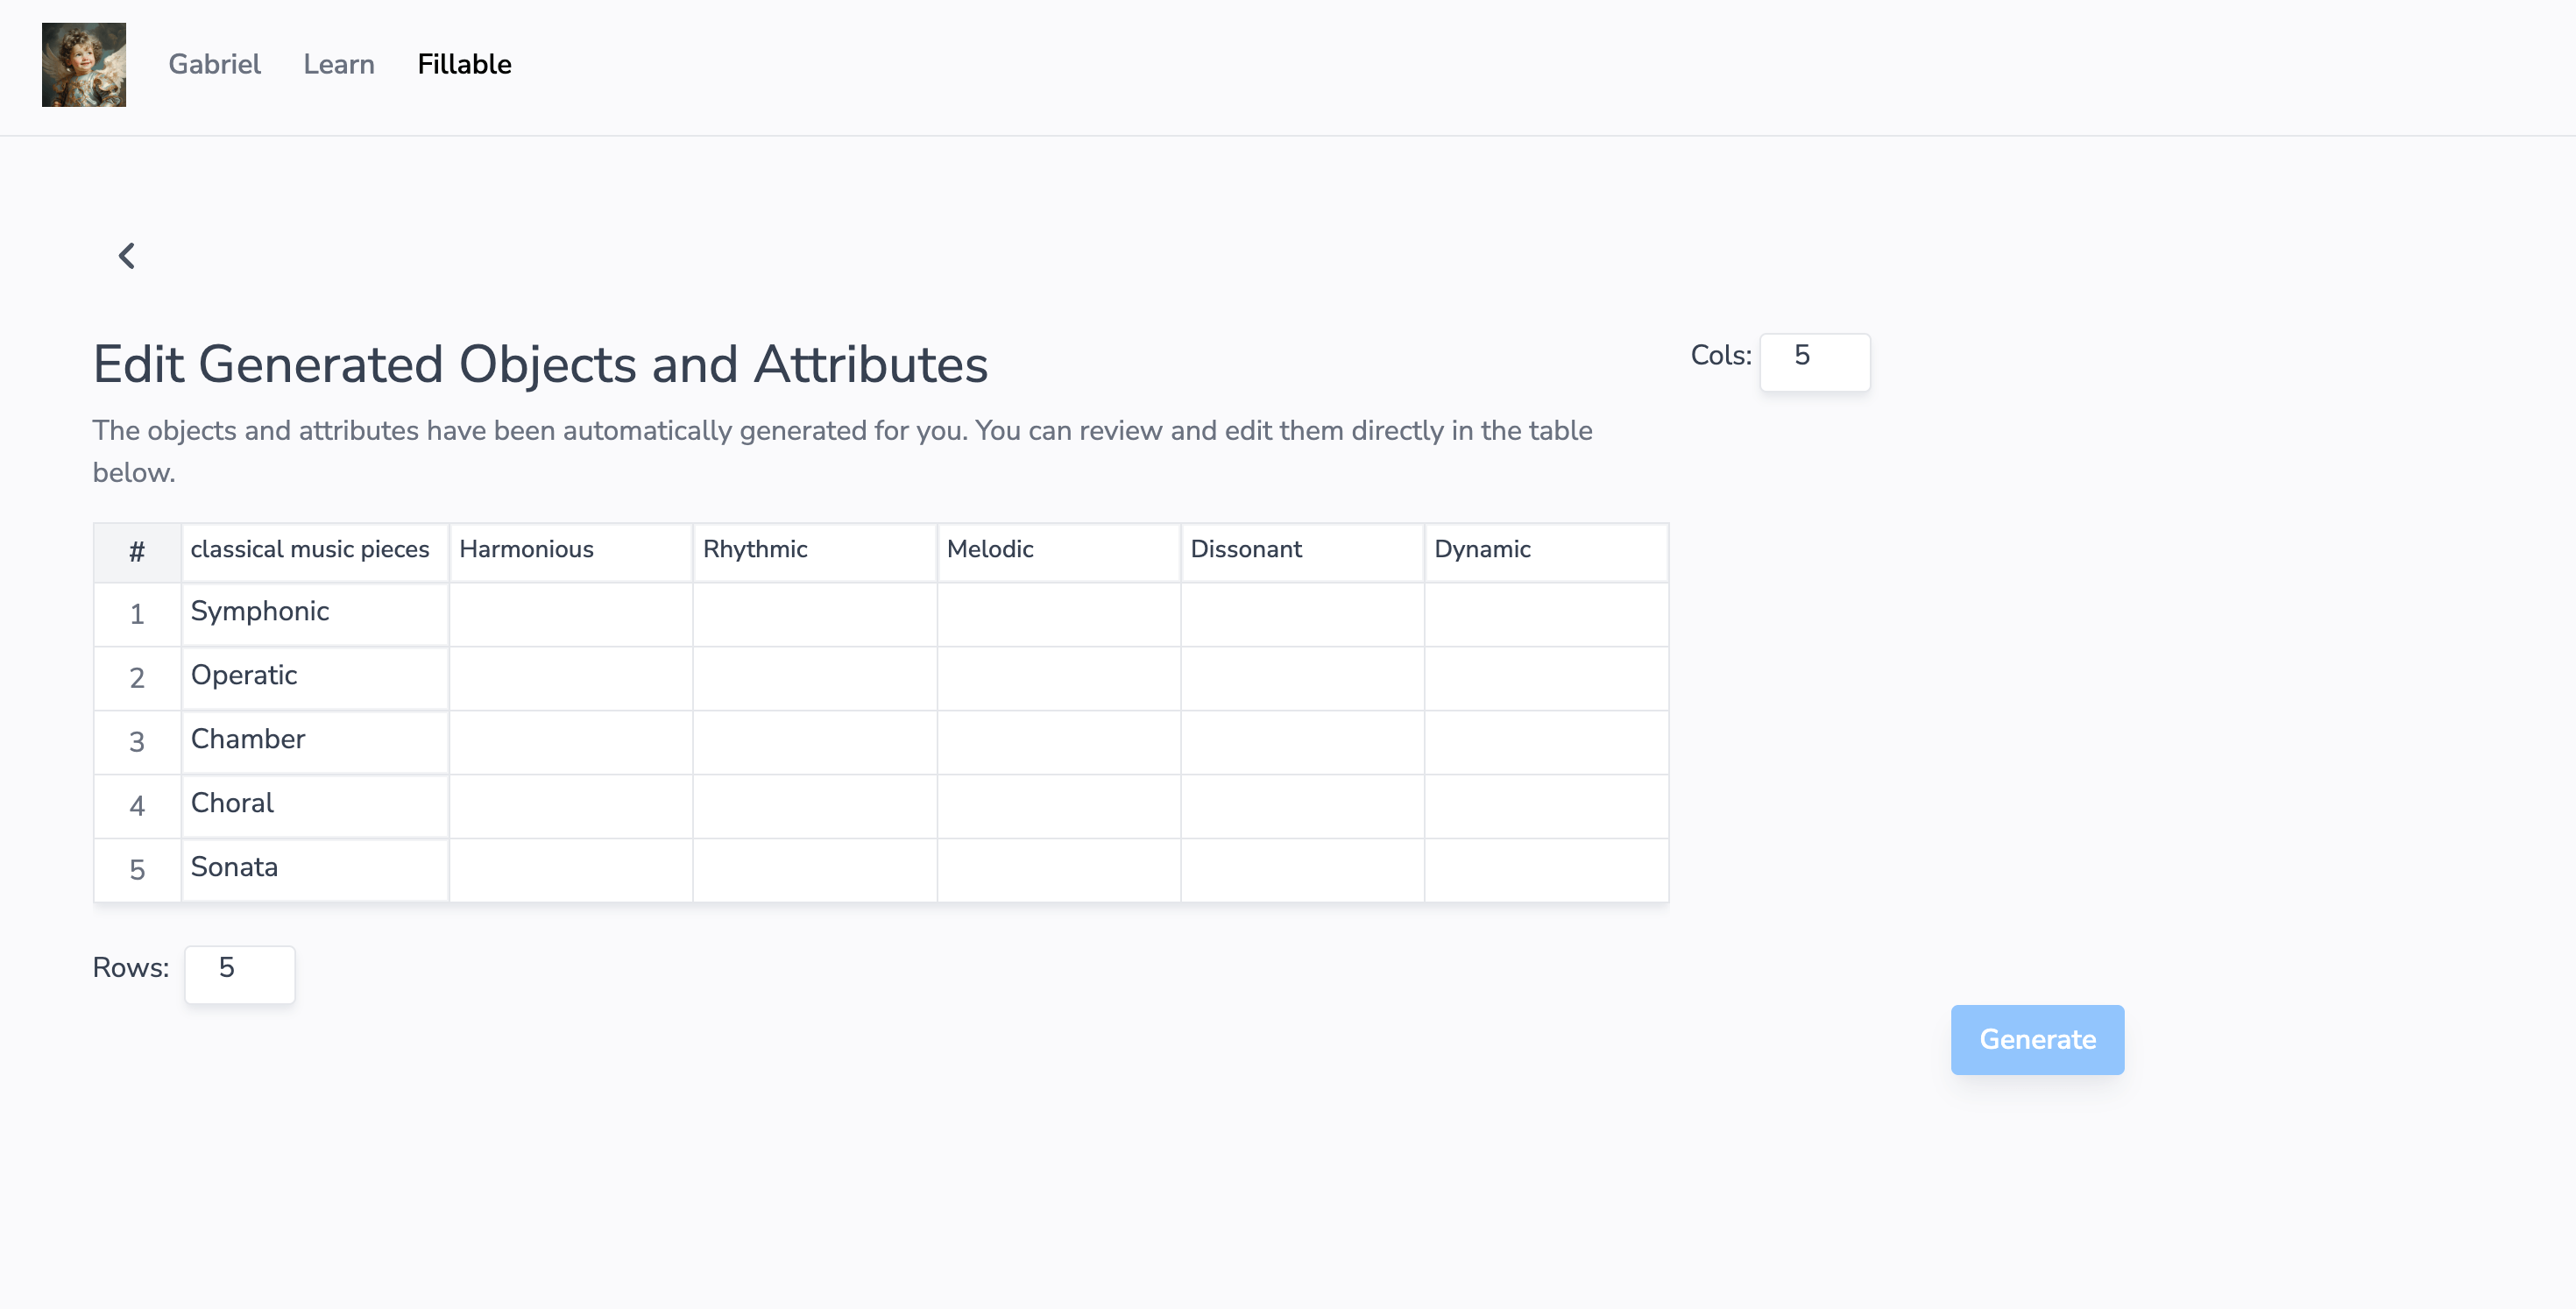 Gabriel Learn Fillable
Edit Generated Objects and Attributes
Cols: 5
The objects and attributes have been automatically generated for you. You can review and edit them directly in the table
below.
# classical music pieces Harmonious Rhythmic Melodic Dissonant Dynamic
1 Symphonic
2 Operatic
3 Chamber
4 Choral
5 Sonata
Rows: 5
Generate